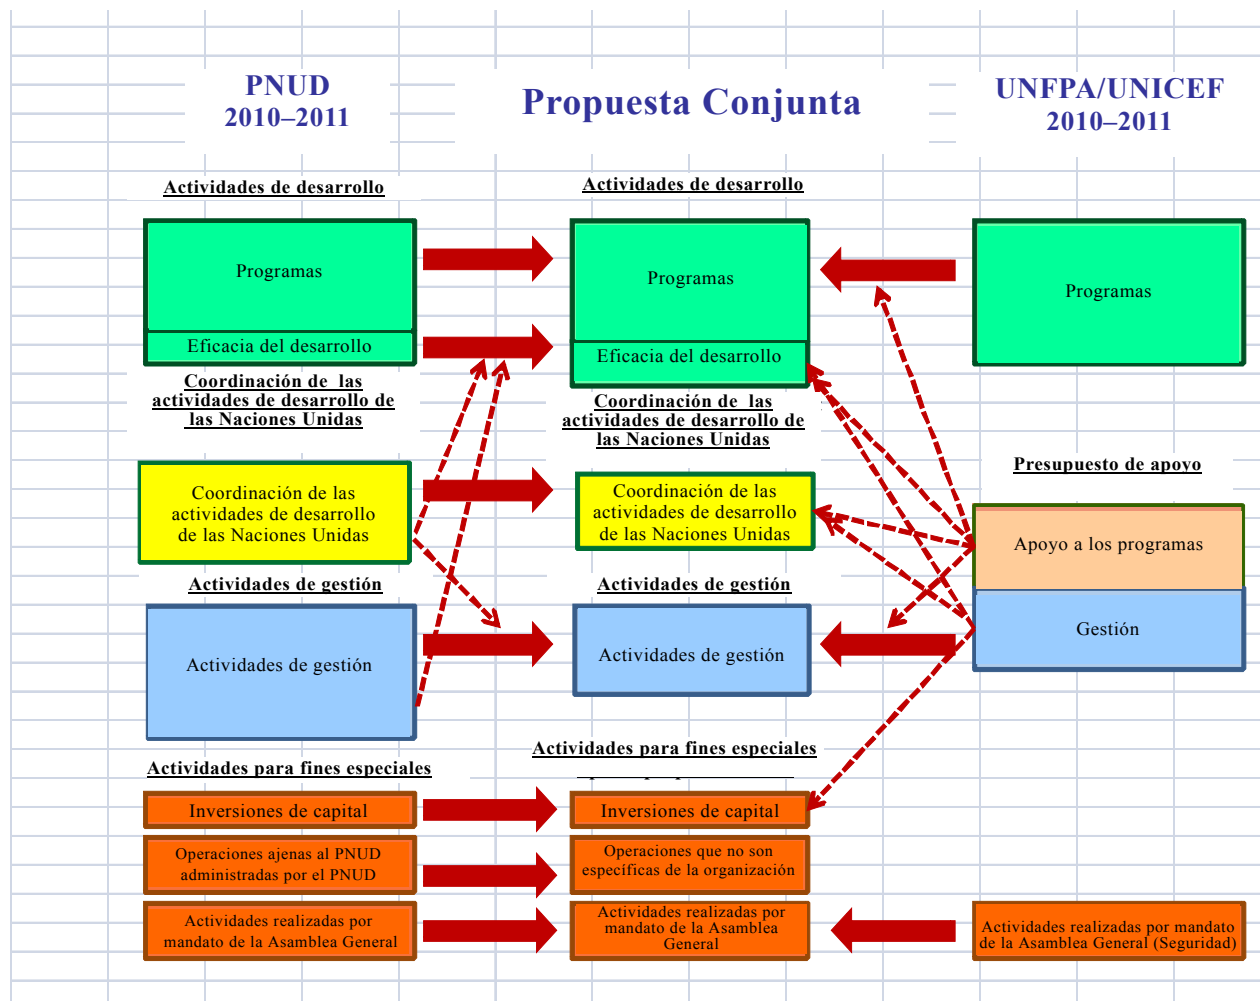 PNUD
2010–2011
Propuesta Conjunta
UNFPA/UNICEF
2010–2011
Actividades de desarrollo
Programas
Eficacia del desarrollo
Coordinación de las
actividades de desarrollo de
las Naciones Unidas
Coordinación de las
actividades de desarrollo
de las Naciones Unidas
Actividades de gestión
Actividades de gestión
Actividades para fines especiales
Inversiones de capital
Operaciones ajenas al PNUD
administradas por el PNUD
Actividades realizadas por
mandato de la Asamblea General
Actividades de desarrollo
Programas
Eficacia del desarrollo
Coordinación de las
actividades de desarrollo de
las Naciones Unidas
Coordinación de las
actividades de desarrollo
de las Naciones Unidas
Actividades de gestión
Actividades de gestión
Actividades para fines especiales
Inversiones de capital
Operaciones que no son
específicas de la organización
Actividades realizadas por
mandato de la Asamblea
General
Programas
Presupuesto de apoyo
Apoyo a los programas
Gestión
Actividades realizadas por mandato
de la Asamblea General (Seguridad)